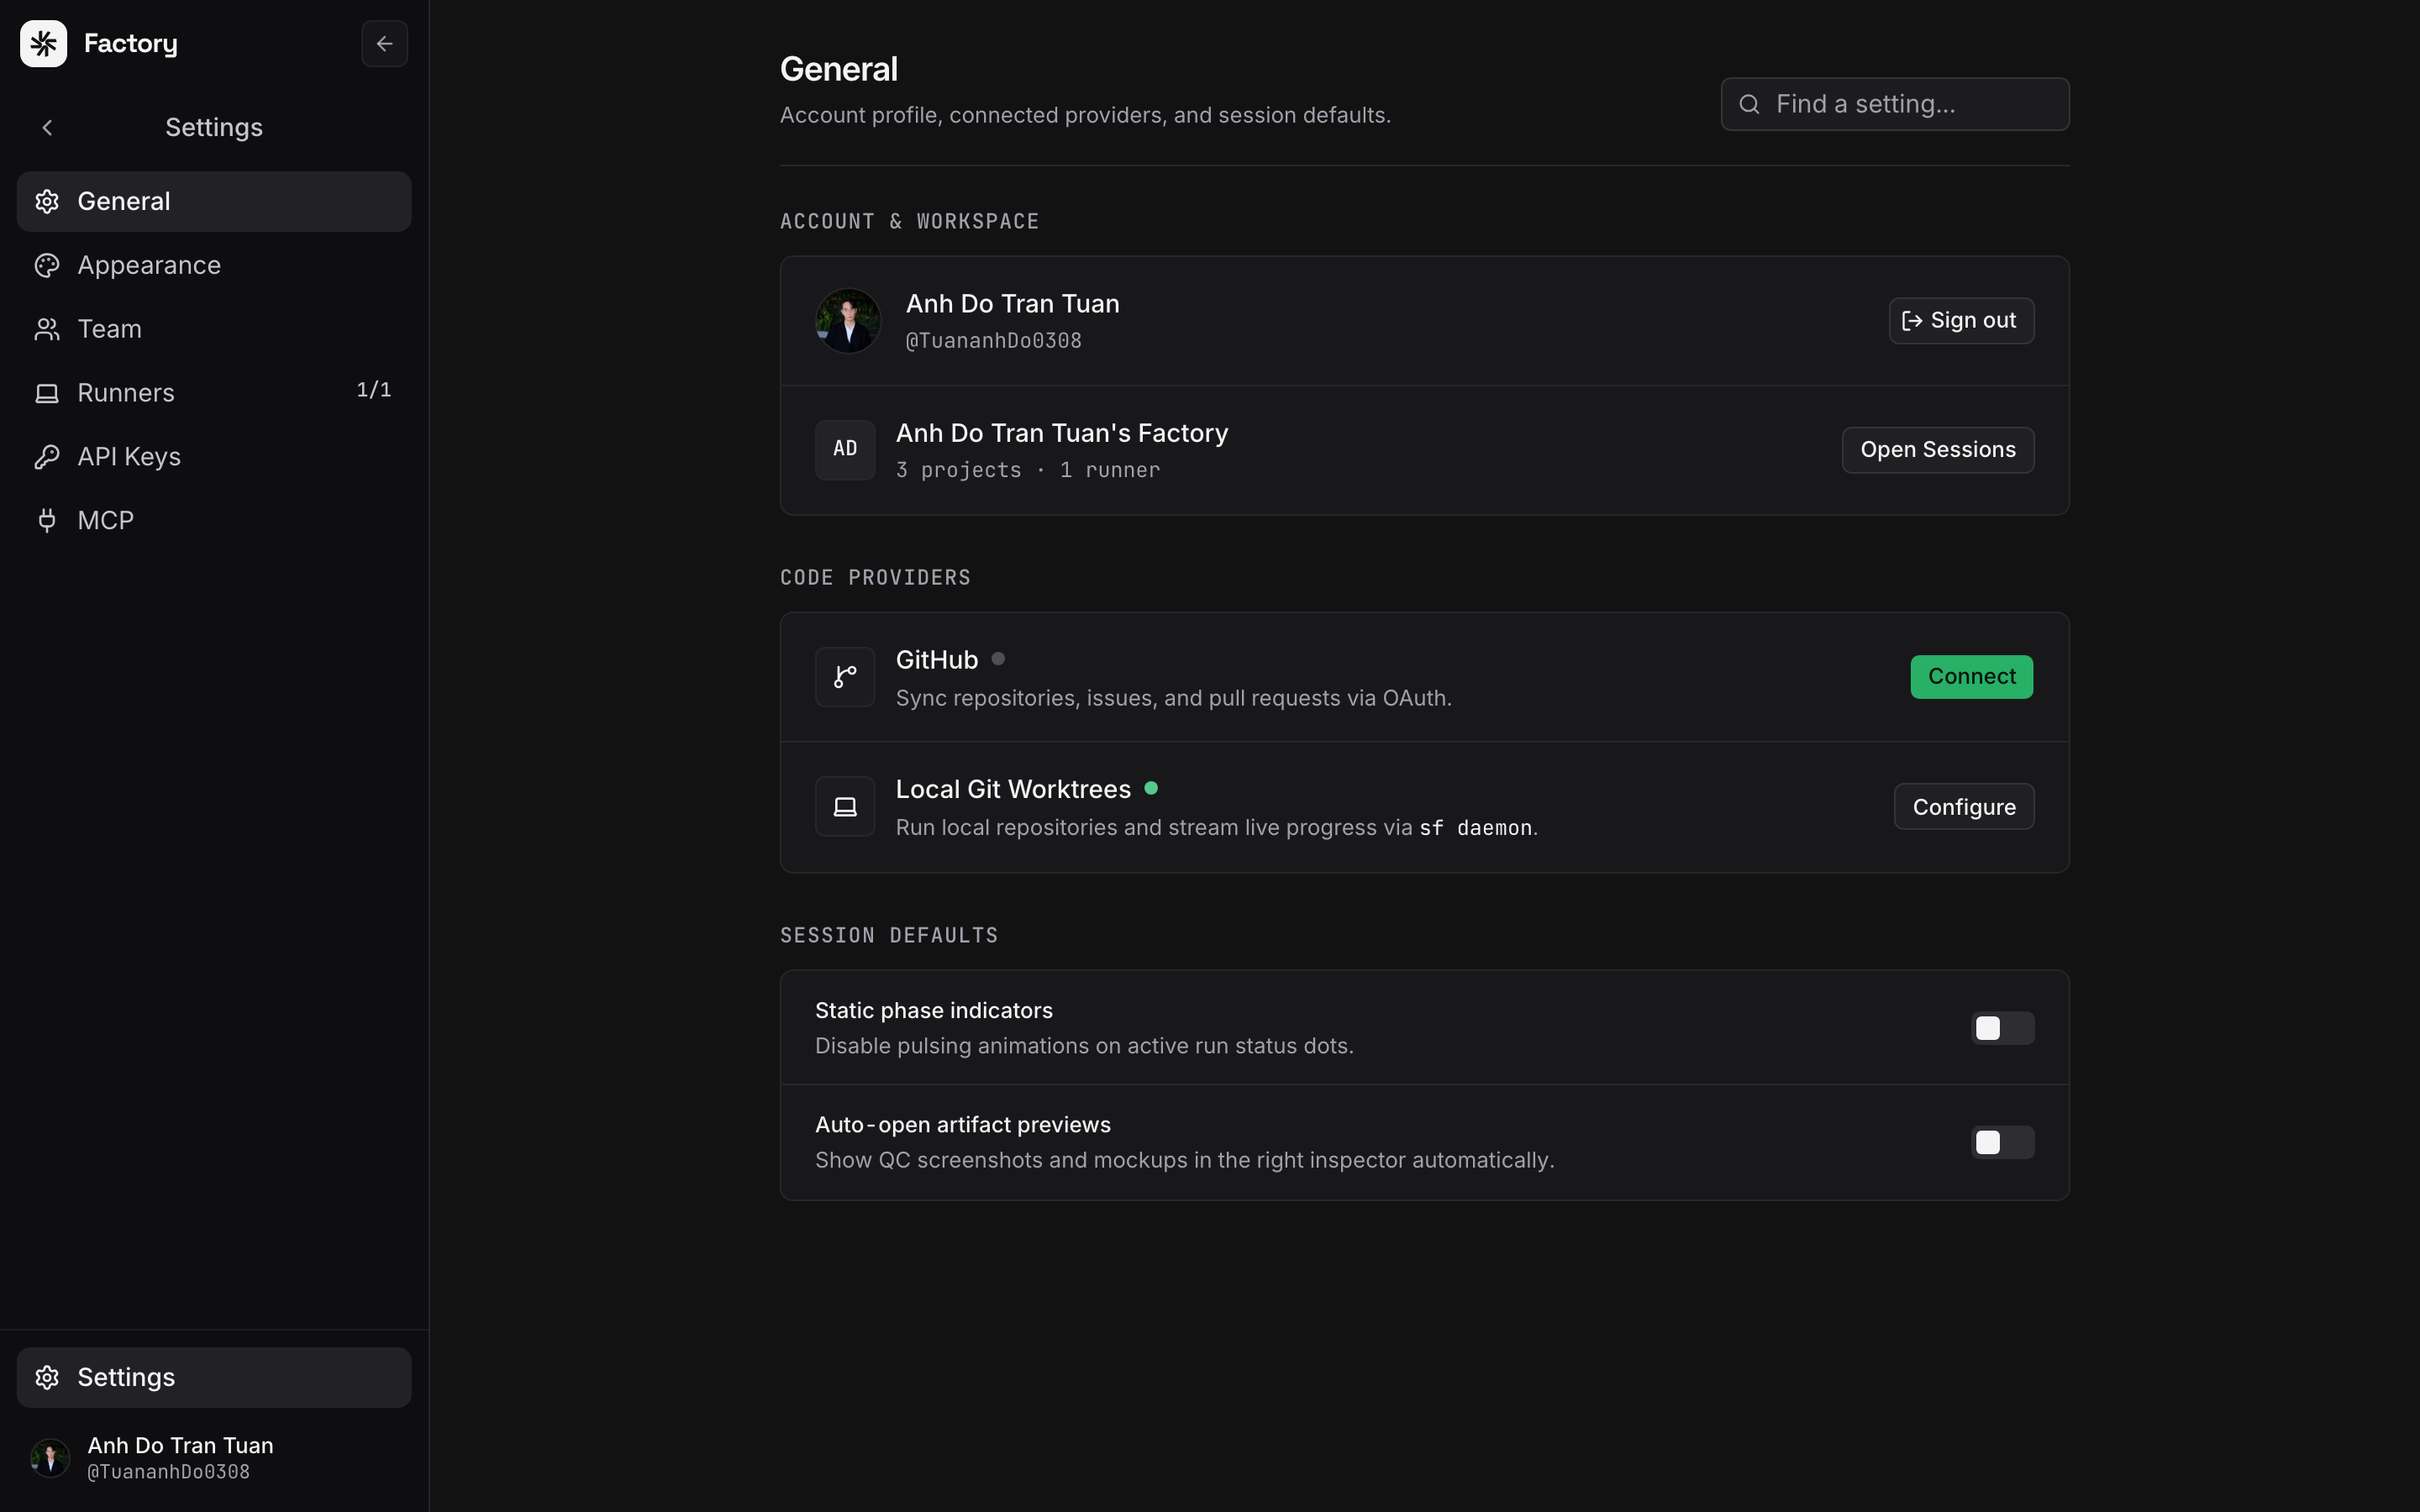 Factory
Settings
General
Appearance
Team
Runners 1/1
API Keys
MCP
Settings
Anh Do Tran Tuan
@TuananhDo0308
General
Account profile, connected providers, and session defaults.
Find a setting...
ACCOUNT & WORKSPACE
Anh Do Tran Tuan
@TuananhDo0308
Sign out
AD
Anh Do Tran Tuan's Factory
3 projects · 1 runner
Open Sessions
CODE PROVIDERS
GitHub
Sync repositories, issues, and pull requests via OAuth.
Connect
Local Git Worktrees
Run local repositories and stream live progress via sf daemon.
Configure
SESSION DEFAULTS
Static phase indicators
Disable pulsing animations on active run status dots.
Auto-open artifact previews
Show QC screenshots and mockups in the right inspector automatically.